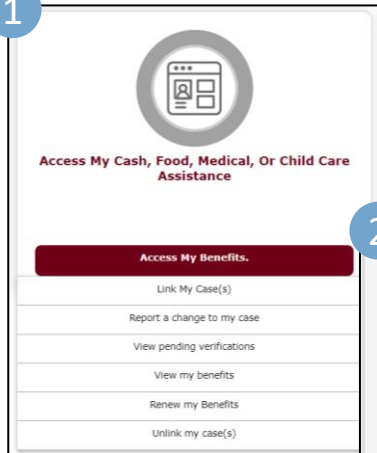 1
Access My Cash, Food, Medical, Or Child Care
Assistance
2
Access My Benefits.
Link My Case(s)
Report a change to my case
View pending verifications
View my benefits
Renew my Benefits
Unlink my case(s)